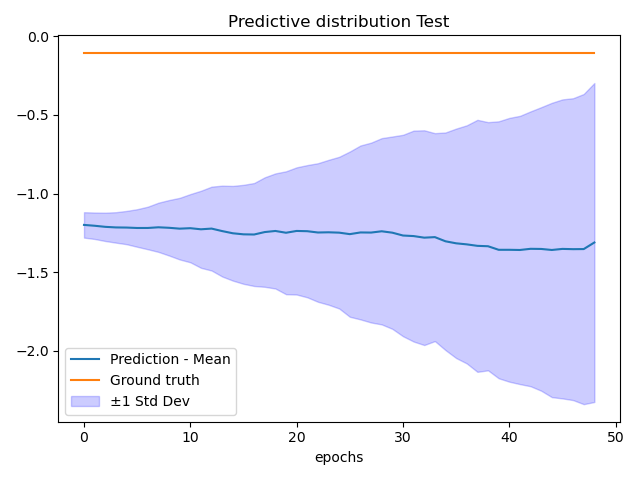 Predictive distribution Test
0.0
−0.5
−1.0
−1.5
−2.0
Prediction - Mean
Ground truth
±1 Std Dev
0 10 20 30 40 50
epochs